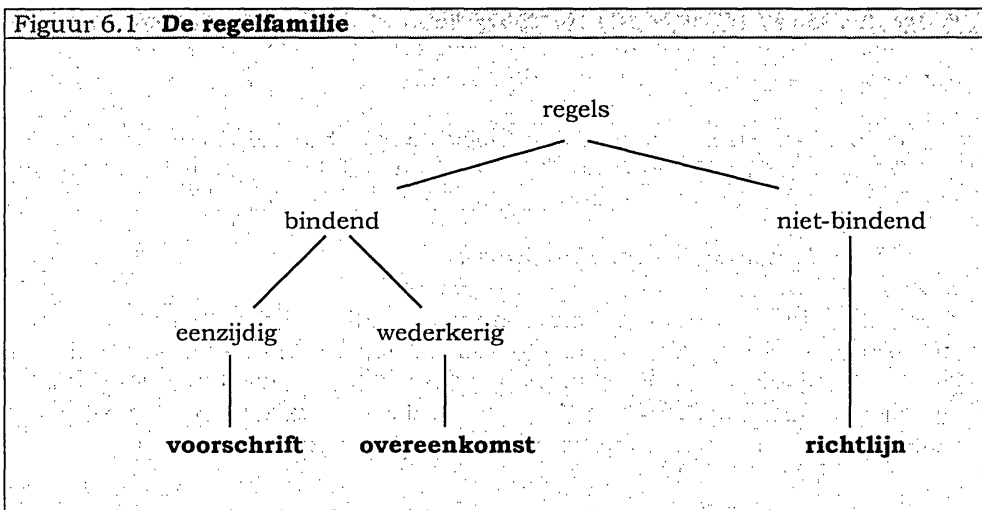 Figuur 6.1 De regelfamilie
regels
bindend niet-bindend
eenzijdig wederkerig
voorschrift overeenkomst richtlijn